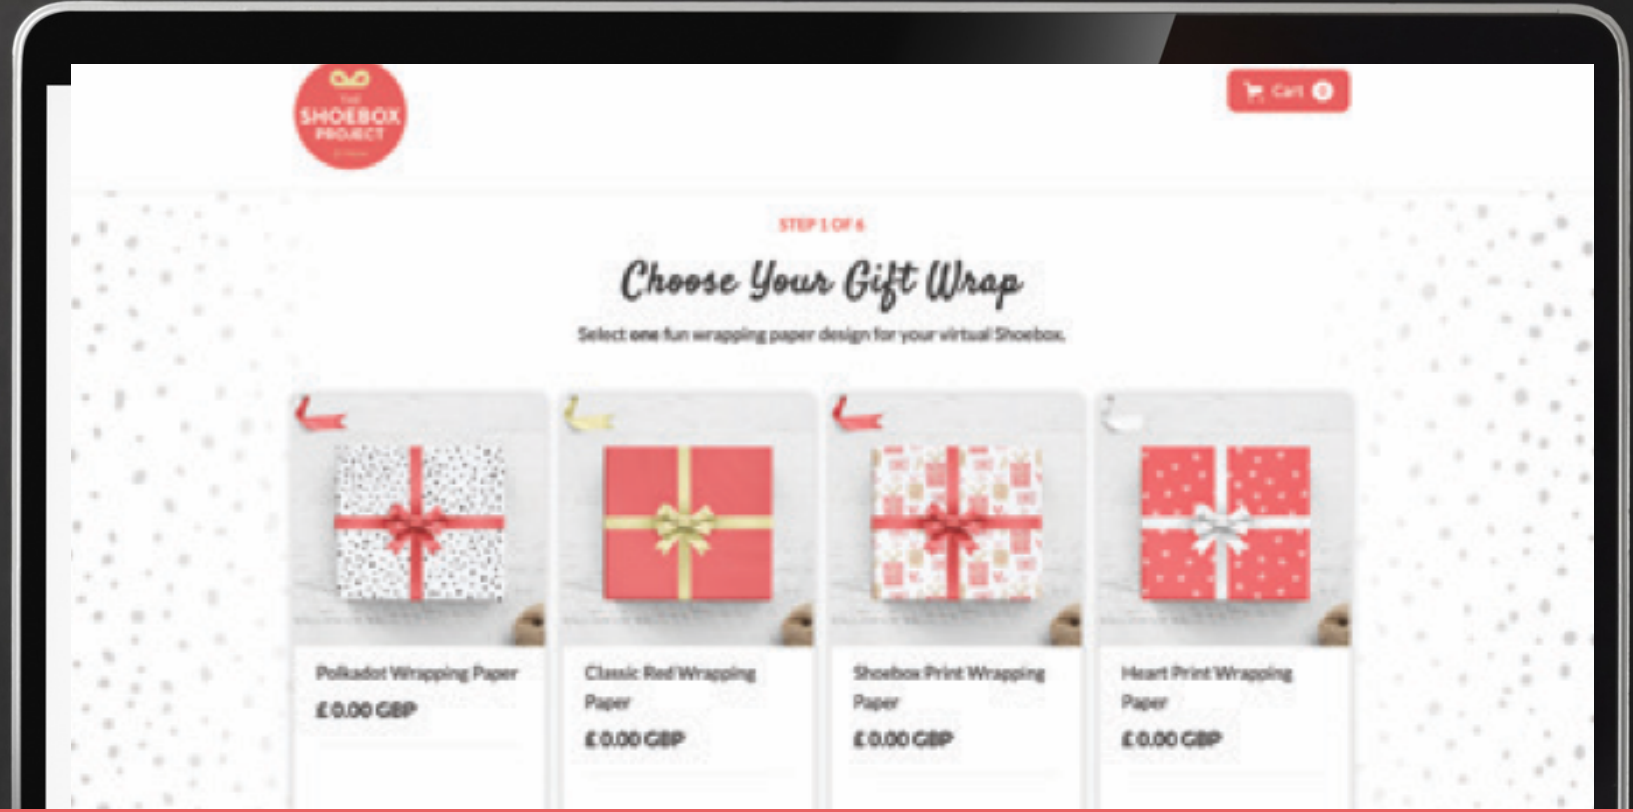 THE
SHOEBOX
PROJECT
Cart 0
STEP 1 OF 6
Choose Your Gift Wrap
Select one fun wrapping paper design for your virtual Shoebox.
Polkadot Wrapping Paper
£ 0.00 GBP
Classic Red Wrapping
Paper
£ 0.00 GBP
Shoebox Print Wrapping
Paper
£ 0.00 GBP
Heart Print Wrapping
Paper
£ 0.00 GBP